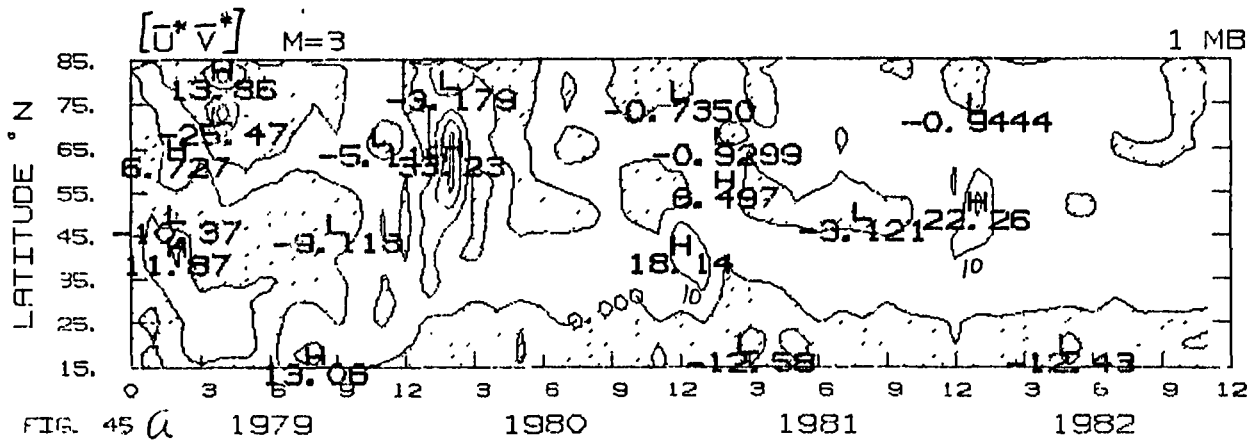 [Ū* V̄*] M=3 1 MB
85.
H
13.86
L
-3.179
L
-0.7350
75.
L
-0.9444
10
-25.47
65.
L
6.727
L
H
33.23
L
-0.9299
55.
H
8.497
H
22.26
L
L
-9.115
L
-3.121
45.
H
11.87
H
18.14
10
10
35.
25.
15.
H
13.06
L
-12.58
L
-12.43
LATITUDE °N
0 3 6 9 12 3 6 9 12 3 6 9 12 3 6 9 12
FIG. 45 a 1979 1980 1981 1982